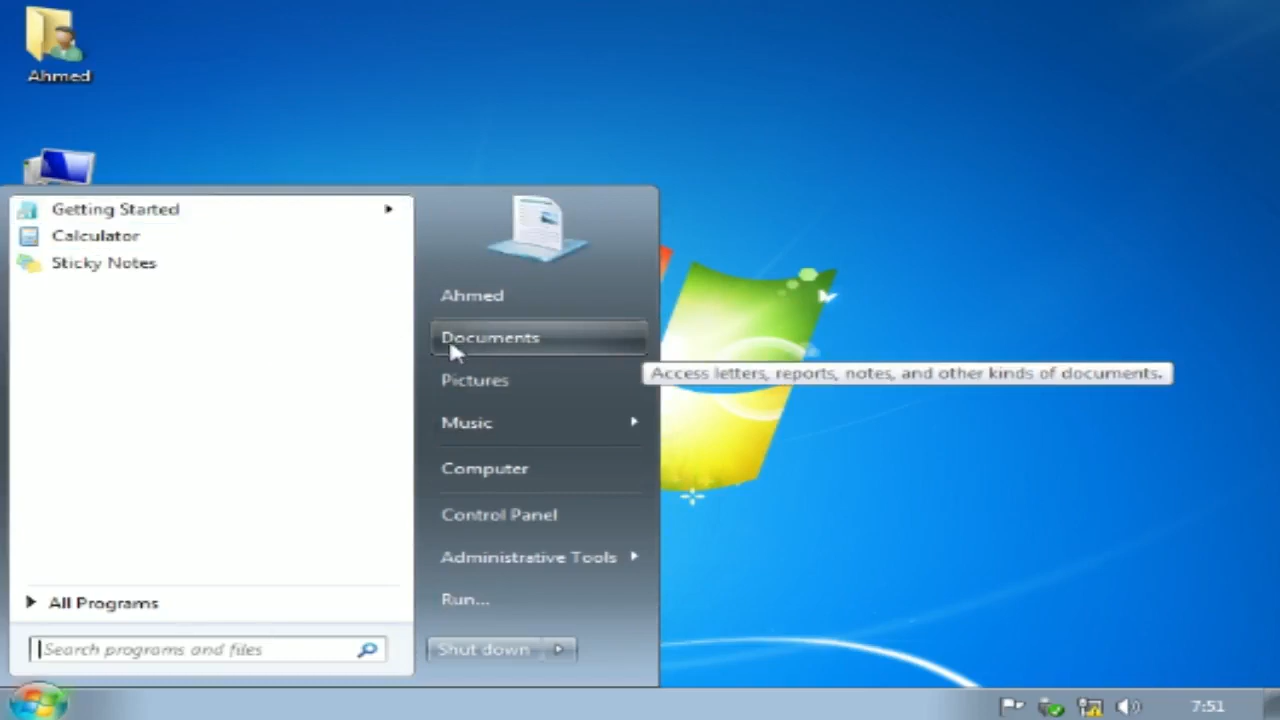 Ahmed
Getting Started
Calculator
Sticky Notes
All Programs
Search programs and files
Ahmed
Documents
Access letters, reports, notes, and other kinds of documents.
Pictures
Music
Computer
Control Panel
Administrative Tools
Run...
Shut down
7:51